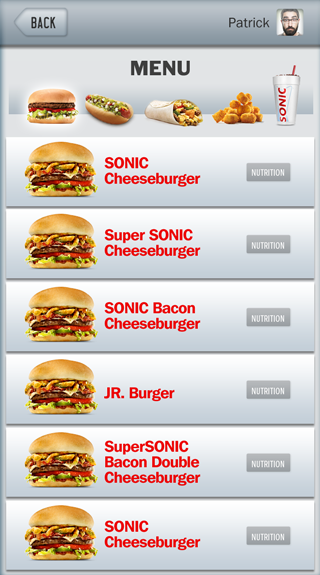 BACK
Patrick
MENU
SONIC
SONIC
Cheeseburger
NUTRITION
Super SONIC
Cheeseburger
NUTRITION
SONIC Bacon
Cheeseburger
NUTRITION
JR. Burger
NUTRITION
SuperSONIC
Bacon Double
Cheeseburger
NUTRITION
SONIC
Cheeseburger
NUTRITION